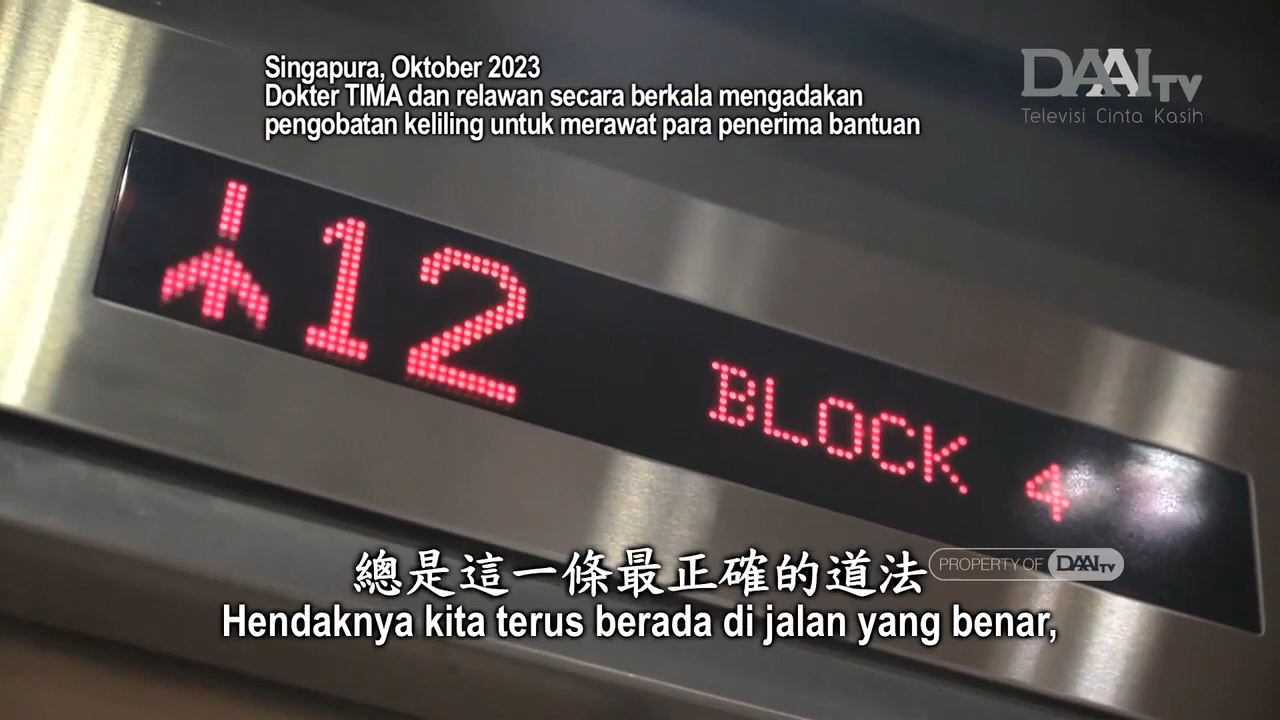 Singapura, Oktober 2023
Dokter TIMA dan relawan secara berkala mengadakan
pengobatan keliling untuk merawat para penerima bantuan
DAAI TV
Televisi Cinta Kasih
12 BLOCK 4
總是這一條最正確的道法
PROPERTY OF DAAI TV
Hendaknya kita terus berada di jalan yang benar,